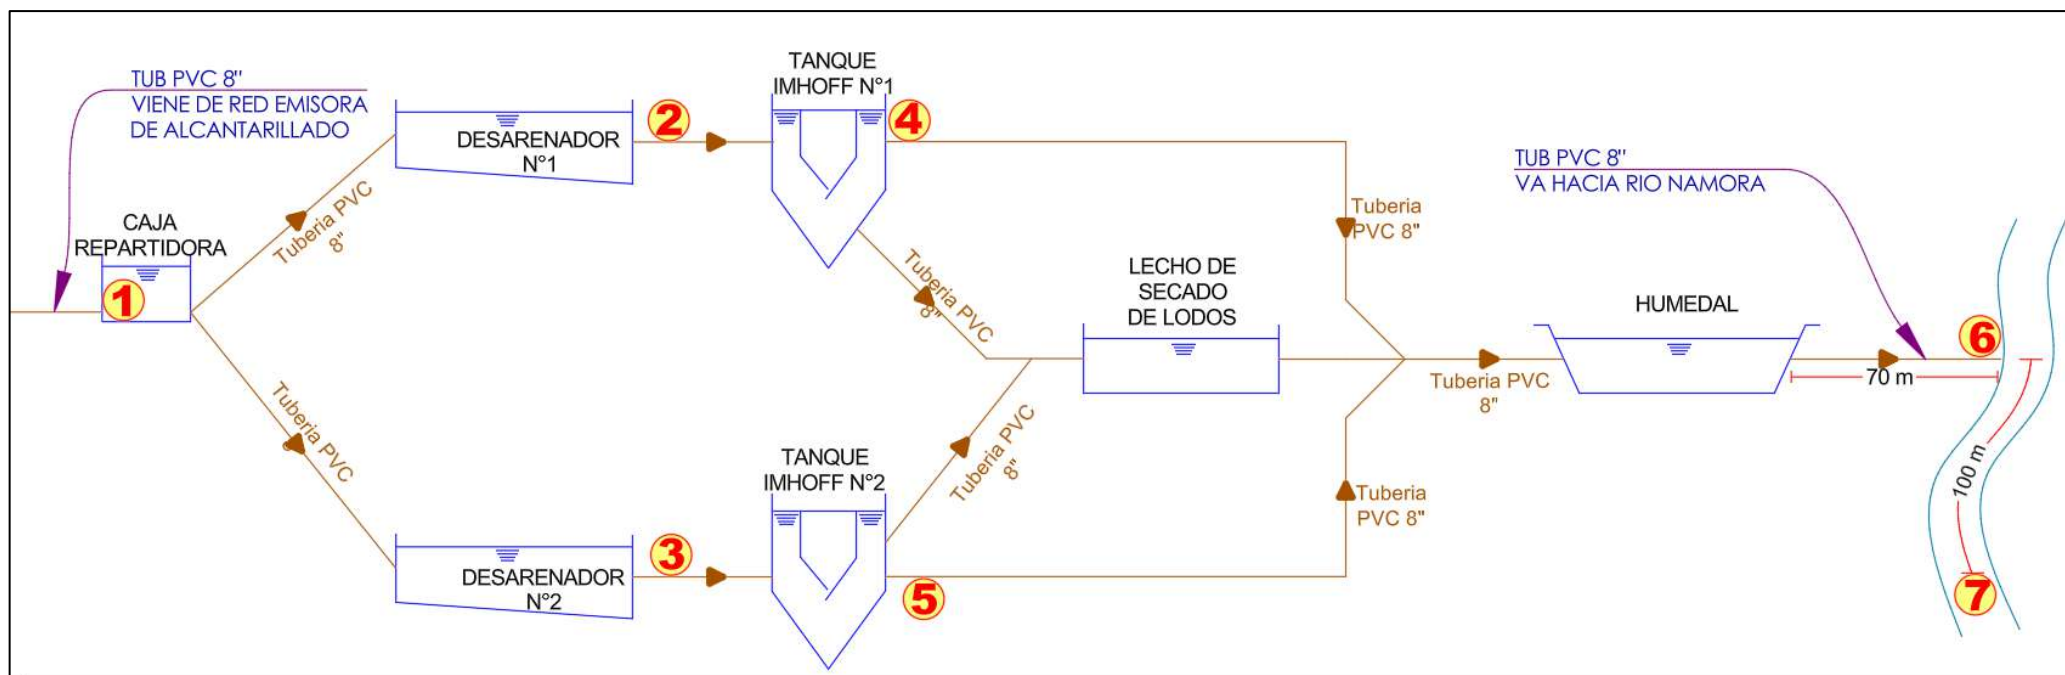 TUB PVC 8"
VIENE DE RED EMISORA
DE ALCANTARILLADO
CAJA
REPARTIDORA
1
Tuberia PVC
8"
Tuberia PVC
DESARENADOR
N°1
2
DESARENADOR
N°2
3
TANQUE
IMHOFF N°1
4
TANQUE
IMHOFF N°2
5
Tuberia PVC
8"
Tuberia PVC
8"
LECHO DE
SECADO
DE LODOS
Tuberia
PVC 8"
Tuberia
PVC 8"
Tuberia PVC
8"
HUMEDAL
TUB PVC 8"
VA HACIA RIO NAMORA
70 m
6
100 m
7